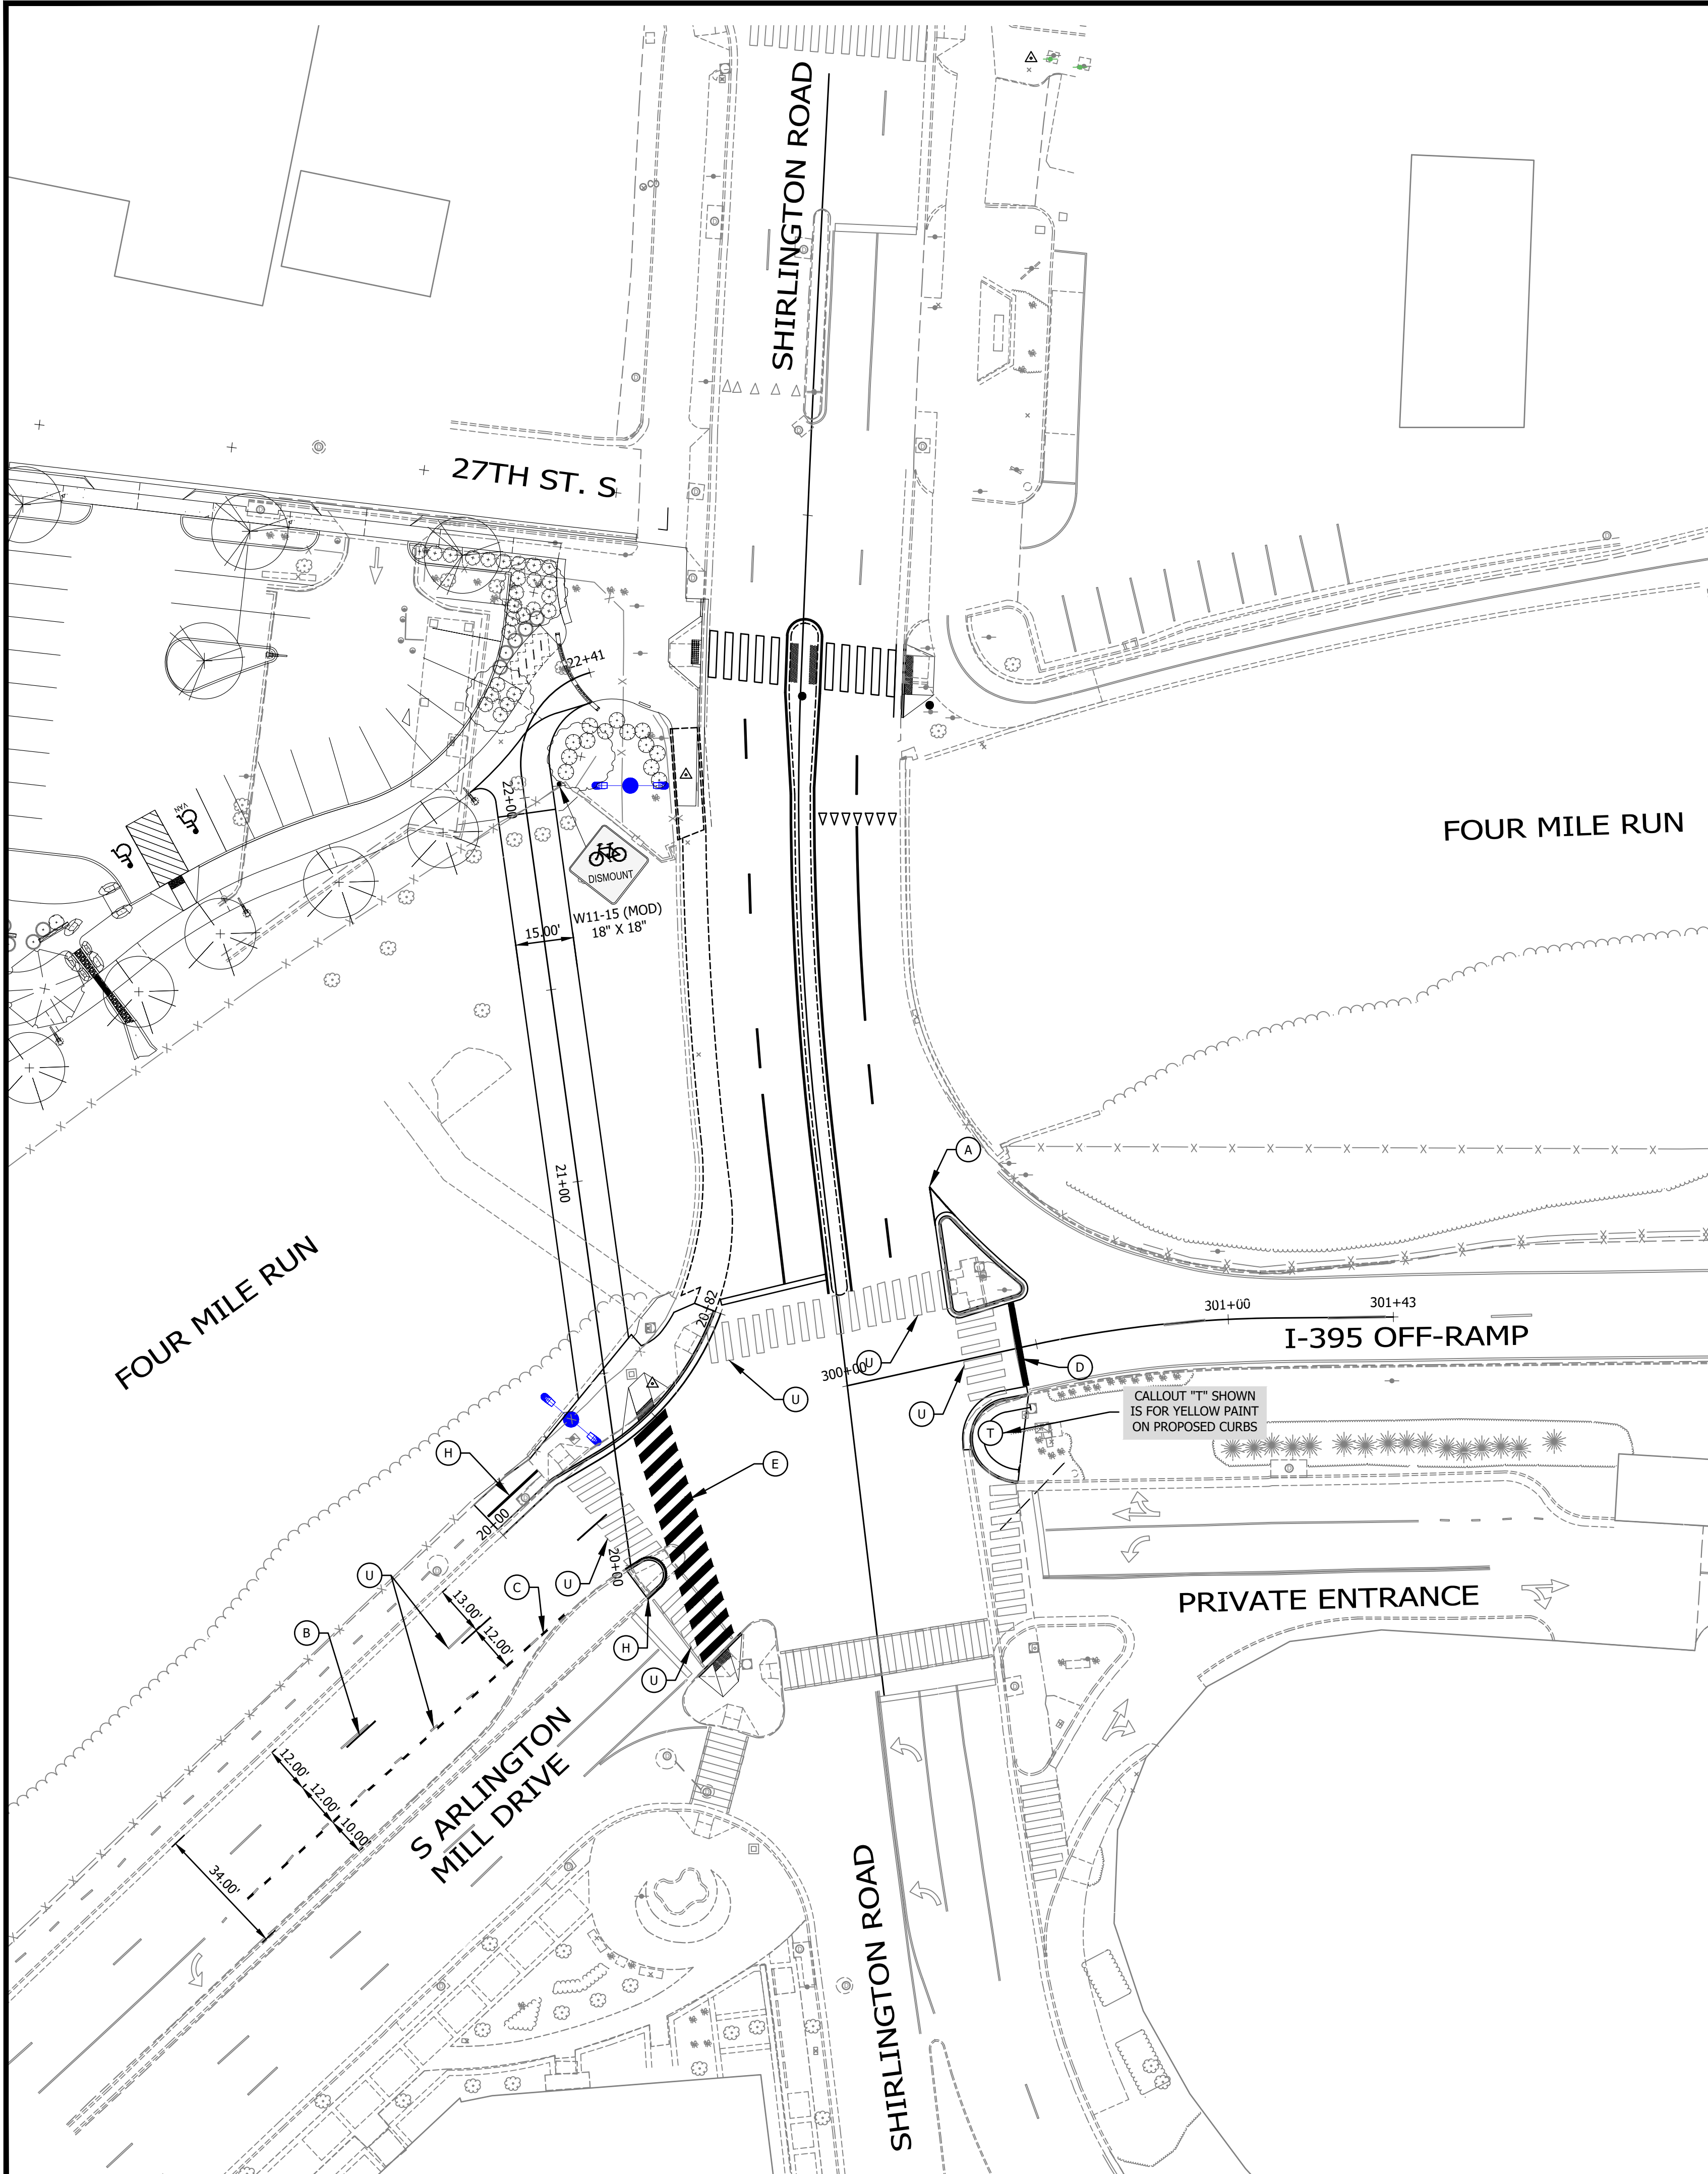 SHIRLINGTON ROAD
27TH ST. S
22+41
22+00
VAN
DISMOUNT
W11-15 (MOD)
18" X 18"
15.00'
FOUR MILE RUN
A
21+00
FOUR MILE RUN
20+82
301+00
301+43
I-395 OFF-RAMP
300+00
U
D
U
U
CALLOUT "T" SHOWN
IS FOR YELLOW PAINT
ON PROPOSED CURBS
T
H
E
20+00
20+00
U
C
U
13.00'
12.00'
B
H
U
PRIVATE ENTRANCE
12.00'
12.00'
10.00'
34.00'
S ARLINGTON
MILL DRIVE
SHIRLINGTON ROAD